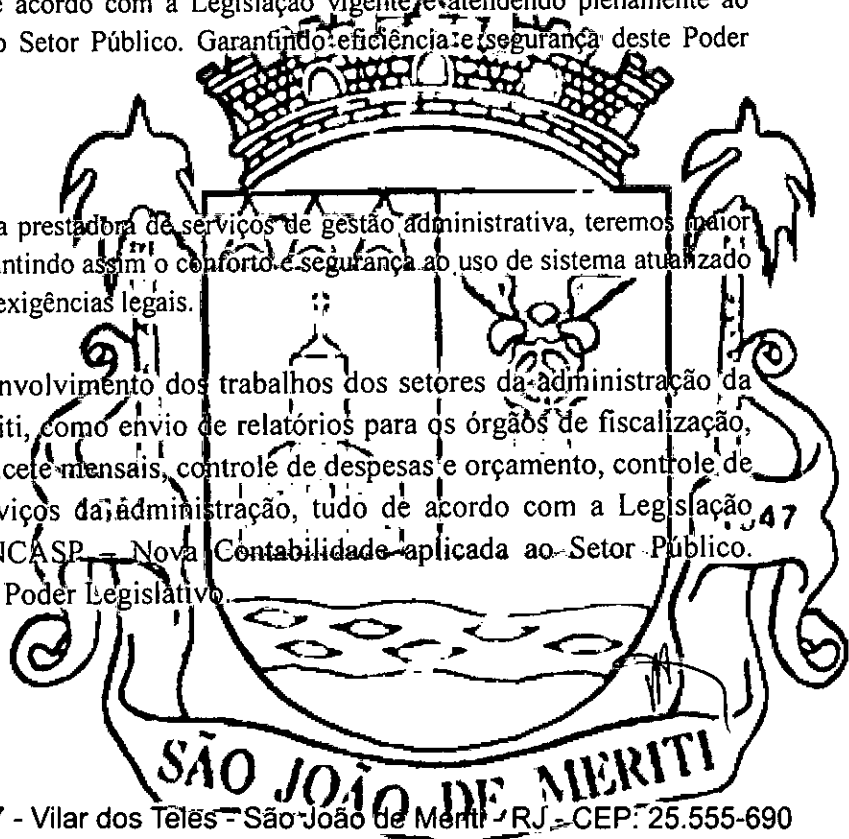 e acordo com a Legislação vigente e atendendo plenamente ao
o Setor Público. Garantindo eficiência e segurança deste Poder
a prestadora de serviços de gestão administrativa, teremos maior
ntindo assim o conforto e segurança ao uso de sistema atualizado
exigências legais.
nvolvimento dos trabalhos dos setores da administração da
iti, como envio de relatórios para os órgãos de fiscalização,
cete mensais, controle de despesas e orçamento, controle de
viços da administração, tudo de acordo com a Legislação
NCASP – Nova Contabilidade aplicada ao Setor Público.
Poder Legislativo.
47
SÃO JOÃO DE MERITI
7 - Vilar dos Teles - São João de Meriti - RJ - CEP: 25.555-690